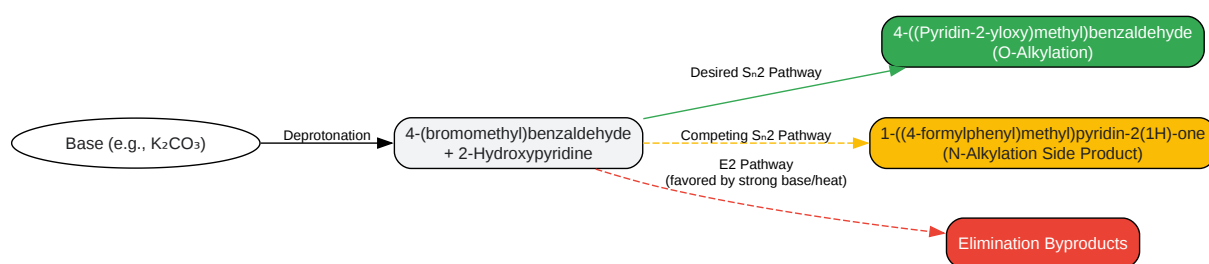 Base (e.g., K₂CO₃)
Deprotonation
4-(bromomethyl)benzaldehyde
+ 2-Hydroxypyridine
Desired Sₙ2 Pathway
4-((Pyridin-2-yloxy)methyl)benzaldehyde
(O-Alkylation)
Competing Sₙ2 Pathway
1-((4-formylphenyl)methyl)pyridin-2(1H)-one
(N-Alkylation Side Product)
E2 Pathway
(favored by strong base/heat)
Elimination Byproducts